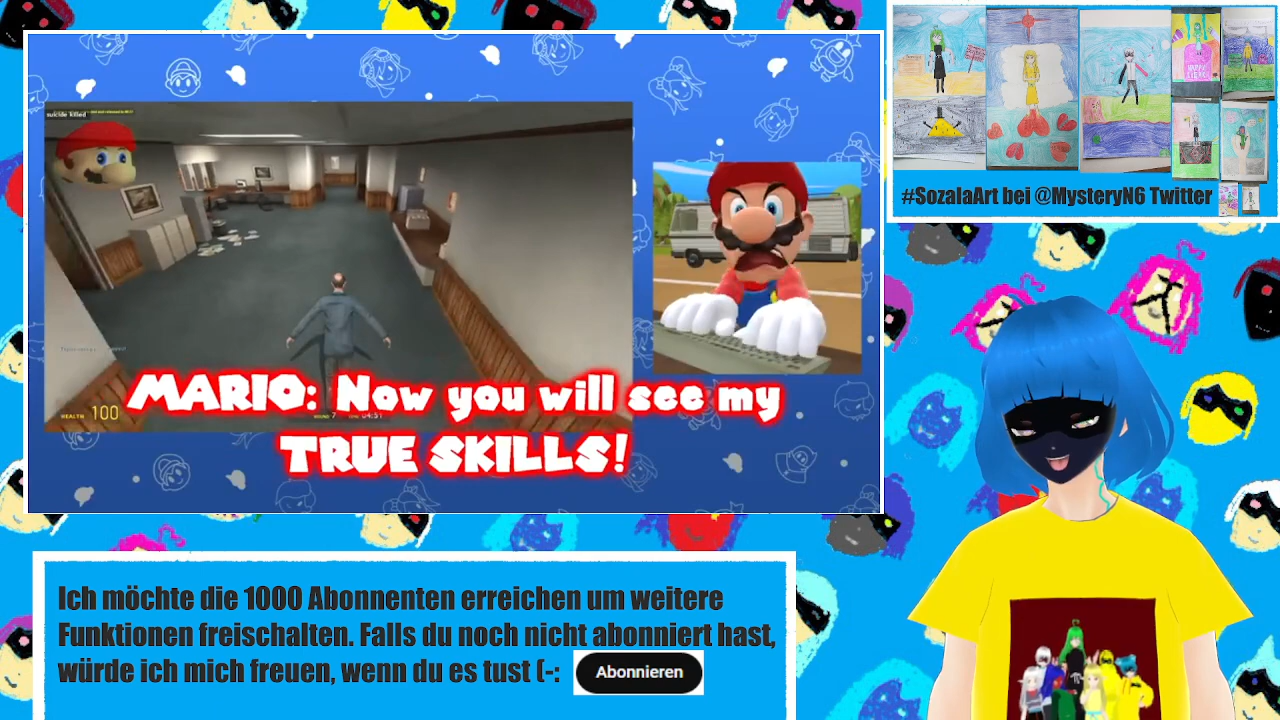 suicide killed
HEALTH 100
MARIO: Now you will see my
TRUE SKILLS!
#SozalaArt bei @MysteryN6 Twitter
Ich möchte die 1000 Abonnenten erreichen um weitere
Funktionen freischalten. Falls du noch nicht abonniert hast,
würde ich mich freuen, wenn du es tust (-:
Abonnieren